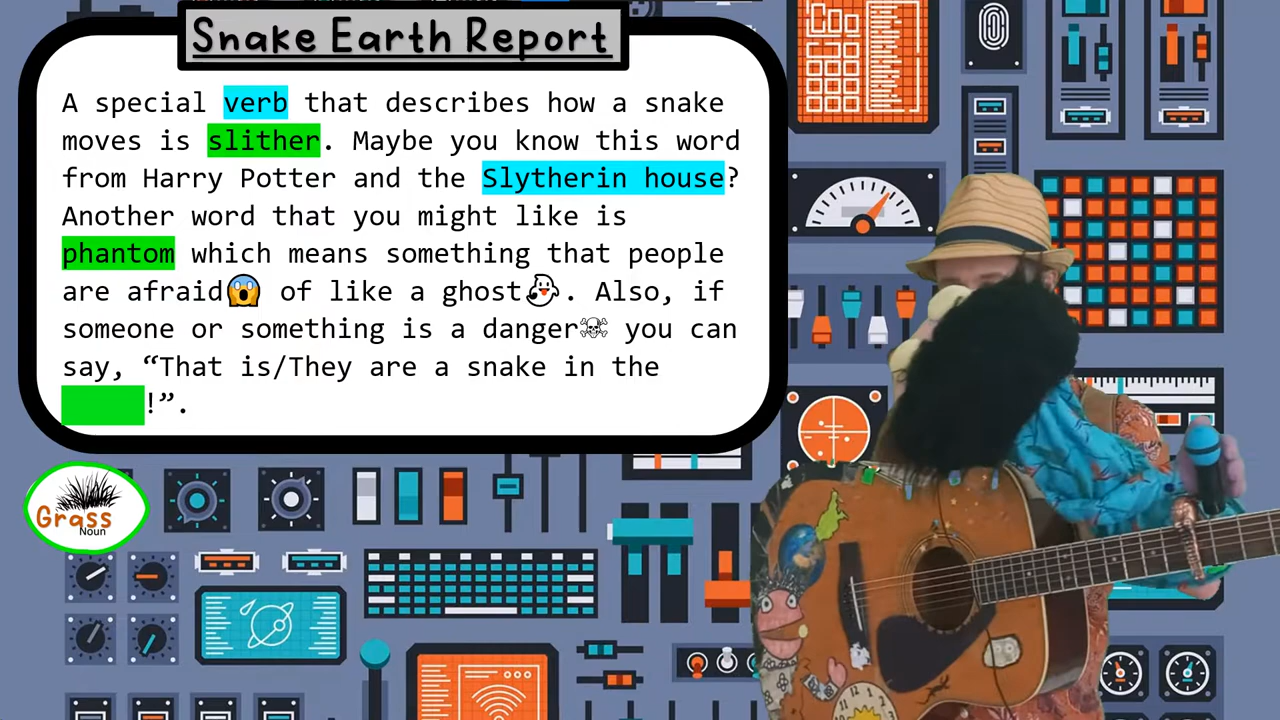 Snake Earth Report
A special verb that describes how a snake
moves is slither. Maybe you know this word
from Harry Potter and the Slytherin house?
Another word that you might like is
phantom which means something that people
are afraid😱 of like a ghost👻. Also, if
someone or something is a danger☠ you can
say, “That is/They are a snake in the
!”.
Grass
Noun